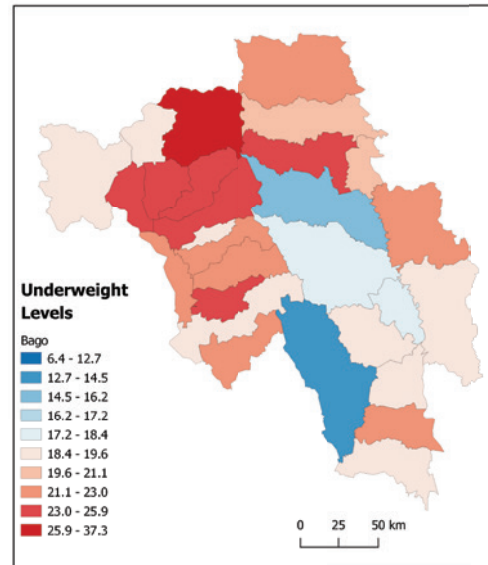 Underweight
Levels
Bago
6.4 - 12.7
12.7 - 14.5
14.5 - 16.2
16.2 - 17.2
17.2 - 18.4
18.4 - 19.6
19.6 - 21.1
21.1 - 23.0
23.0 - 25.9
25.9 - 37.3
0 25 50 km